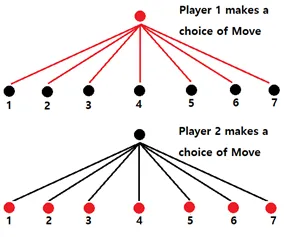 Player 1 makes a
choice of Move
1 2 3 4 5 6 7
Player 2 makes a
choice of Move
1 2 3 4 5 6 7